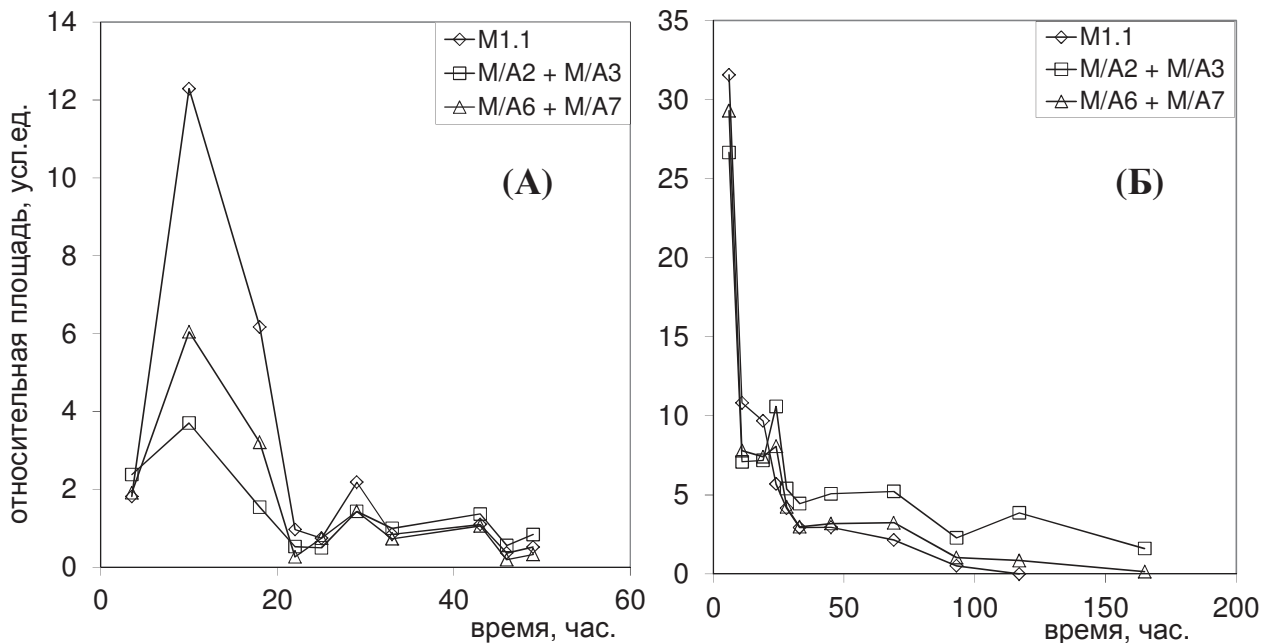 относительная площадь, усл.ед.
14
12
10
8
6
4
2
0
0
20
40
60
время, час.
M1.1
M/A2 + M/A3
M/A6 + M/A7
(А)
35
30
25
20
15
10
5
0
0
50
100
150
200
время, час.
M1.1
M/A2 + M/A3
M/A6 + M/A7
(Б)